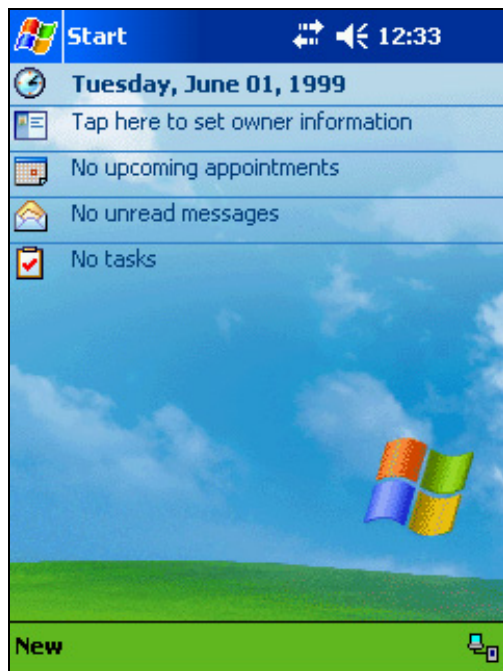 Start 12:33
Tuesday, June 01, 1999
Tap here to set owner information
No upcoming appointments
No unread messages
No tasks
New